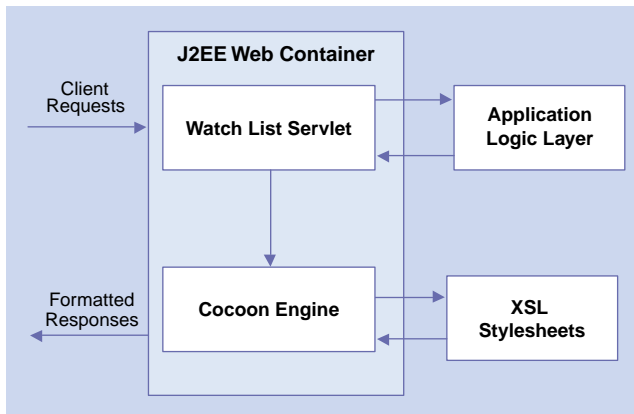 J2EE Web Container
Client
Requests
Watch List Servlet
Application
Logic Layer
Formatted
Responses
Cocoon Engine
XSL
Stylesheets